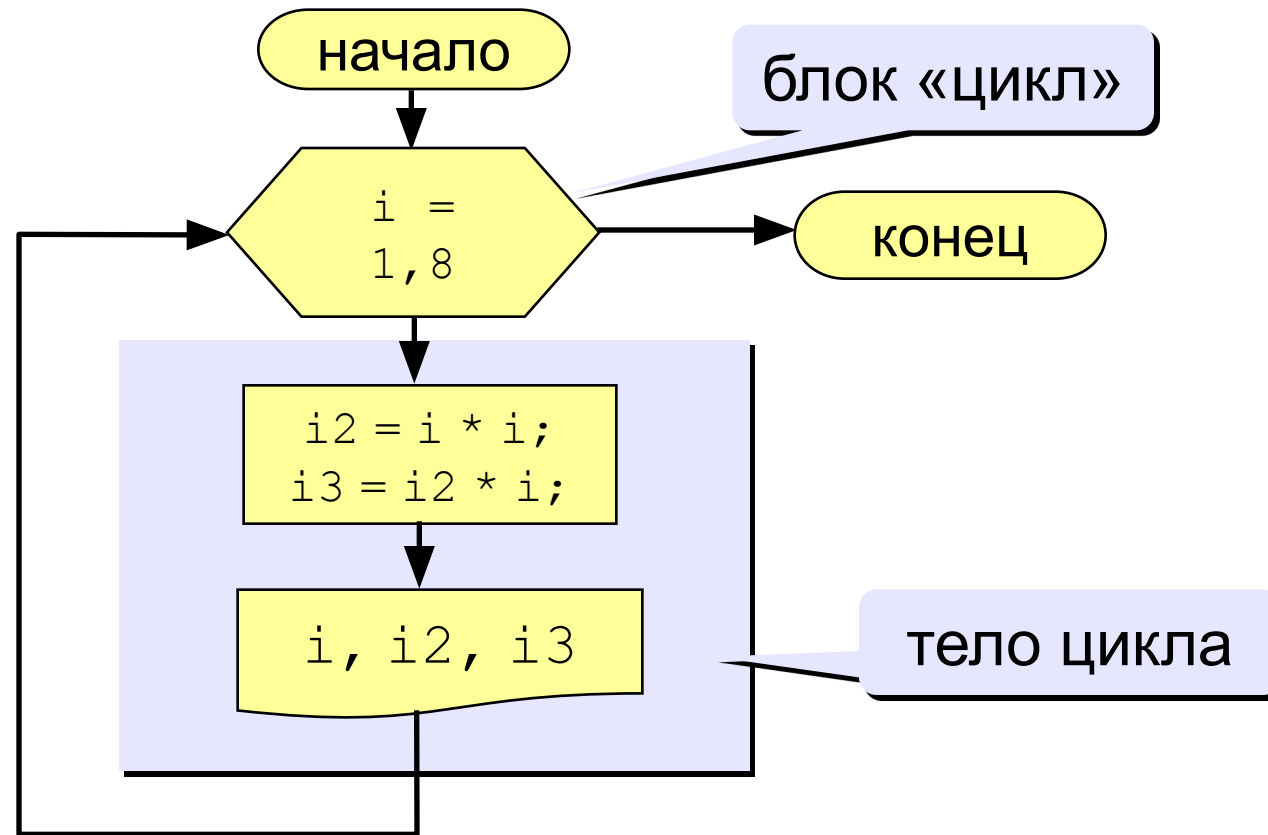 начало
блок «цикл»
i =
1,8
конец
i2 = i * i;
i3 = i2 * i;
i, i2, i3
тело цикла